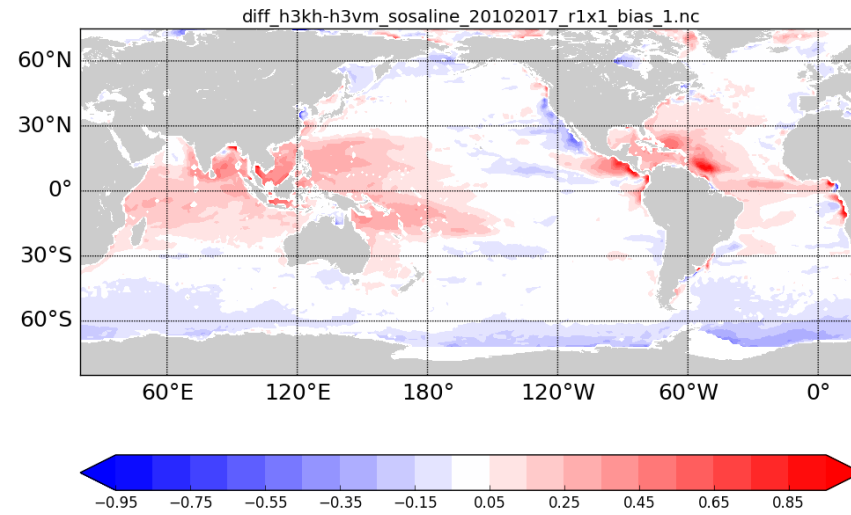 diff_h3kh-h3vm_sosaline_20102017_r1x1_bias_1.nc
60°N
30°N
0°
30°S
60°S
60°E 120°E 180° 120°W 60°W 0°
−0.95 −0.75 −0.55 −0.35 −0.15 0.05 0.25 0.45 0.65 0.85